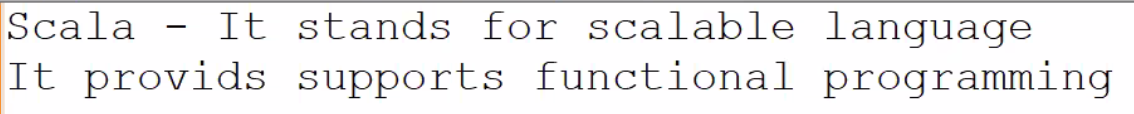 Scala - It stands for scalable language
It provids supports functional programming